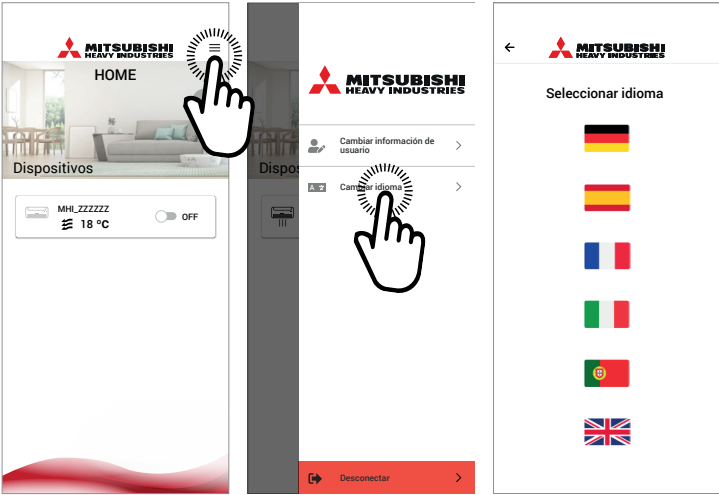 MITSUBISHI
HEAVY INDUSTRIES
HOME
Dispositivos
MHI_ZZZZZZ
18 ºC
OFF
Dispos
MITSUBISHI
HEAVY INDUSTRIES
Cambiar información de
usuario
Cambiar idioma
Desconectar
MITSUBISHI
HEAVY INDUSTRIES
Seleccionar idioma